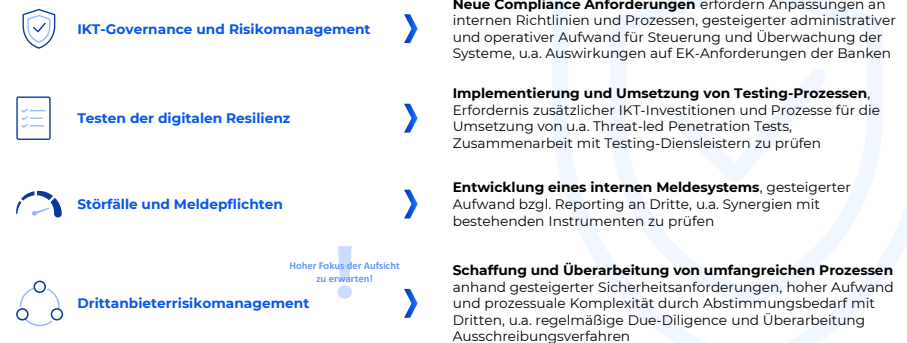 Neue Compliance Anforderungen erfordern Anpassungen an
IKT-Governance und Risikomanagement
internen Richtlinien und Prozessen, gesteigerter administrativer
und operativer Aufwand für Steuerung und Überwachung der
Systeme, u.a. Auswirkungen auf EK-Anforderungen der Banken
Testen der digitalen Resilienz
Implementierung und Umsetzung von Testing-Prozessen,
Erfordernis zusätzlicher IKT-Investitionen und Prozesse für die
Umsetzung von u.a. Threat-led Penetration Tests,
Zusammenarbeit mit Testing-Diensleistern zu prüfen
Störfälle und Meldepflichten
Entwicklung eines internen Meldesystems, gesteigerter
Aufwand bzgl. Reporting an Dritte, u.a. Synergien mit
bestehenden Instrumenten zu prüfen
Hoher Fokus der Aufsicht
zu erwarten!
Drittanbieterrisikomanagement
Schaffung und Überarbeitung von umfangreichen Prozessen
anhand gesteigerter Sicherheitsanforderungen, hoher Aufwand
und prozessuale Komplexität durch Abstimmungsbedarf mit
Dritten, u.a. regelmäßige Due-Diligence und Überarbeitung
Ausschreibungsverfahren